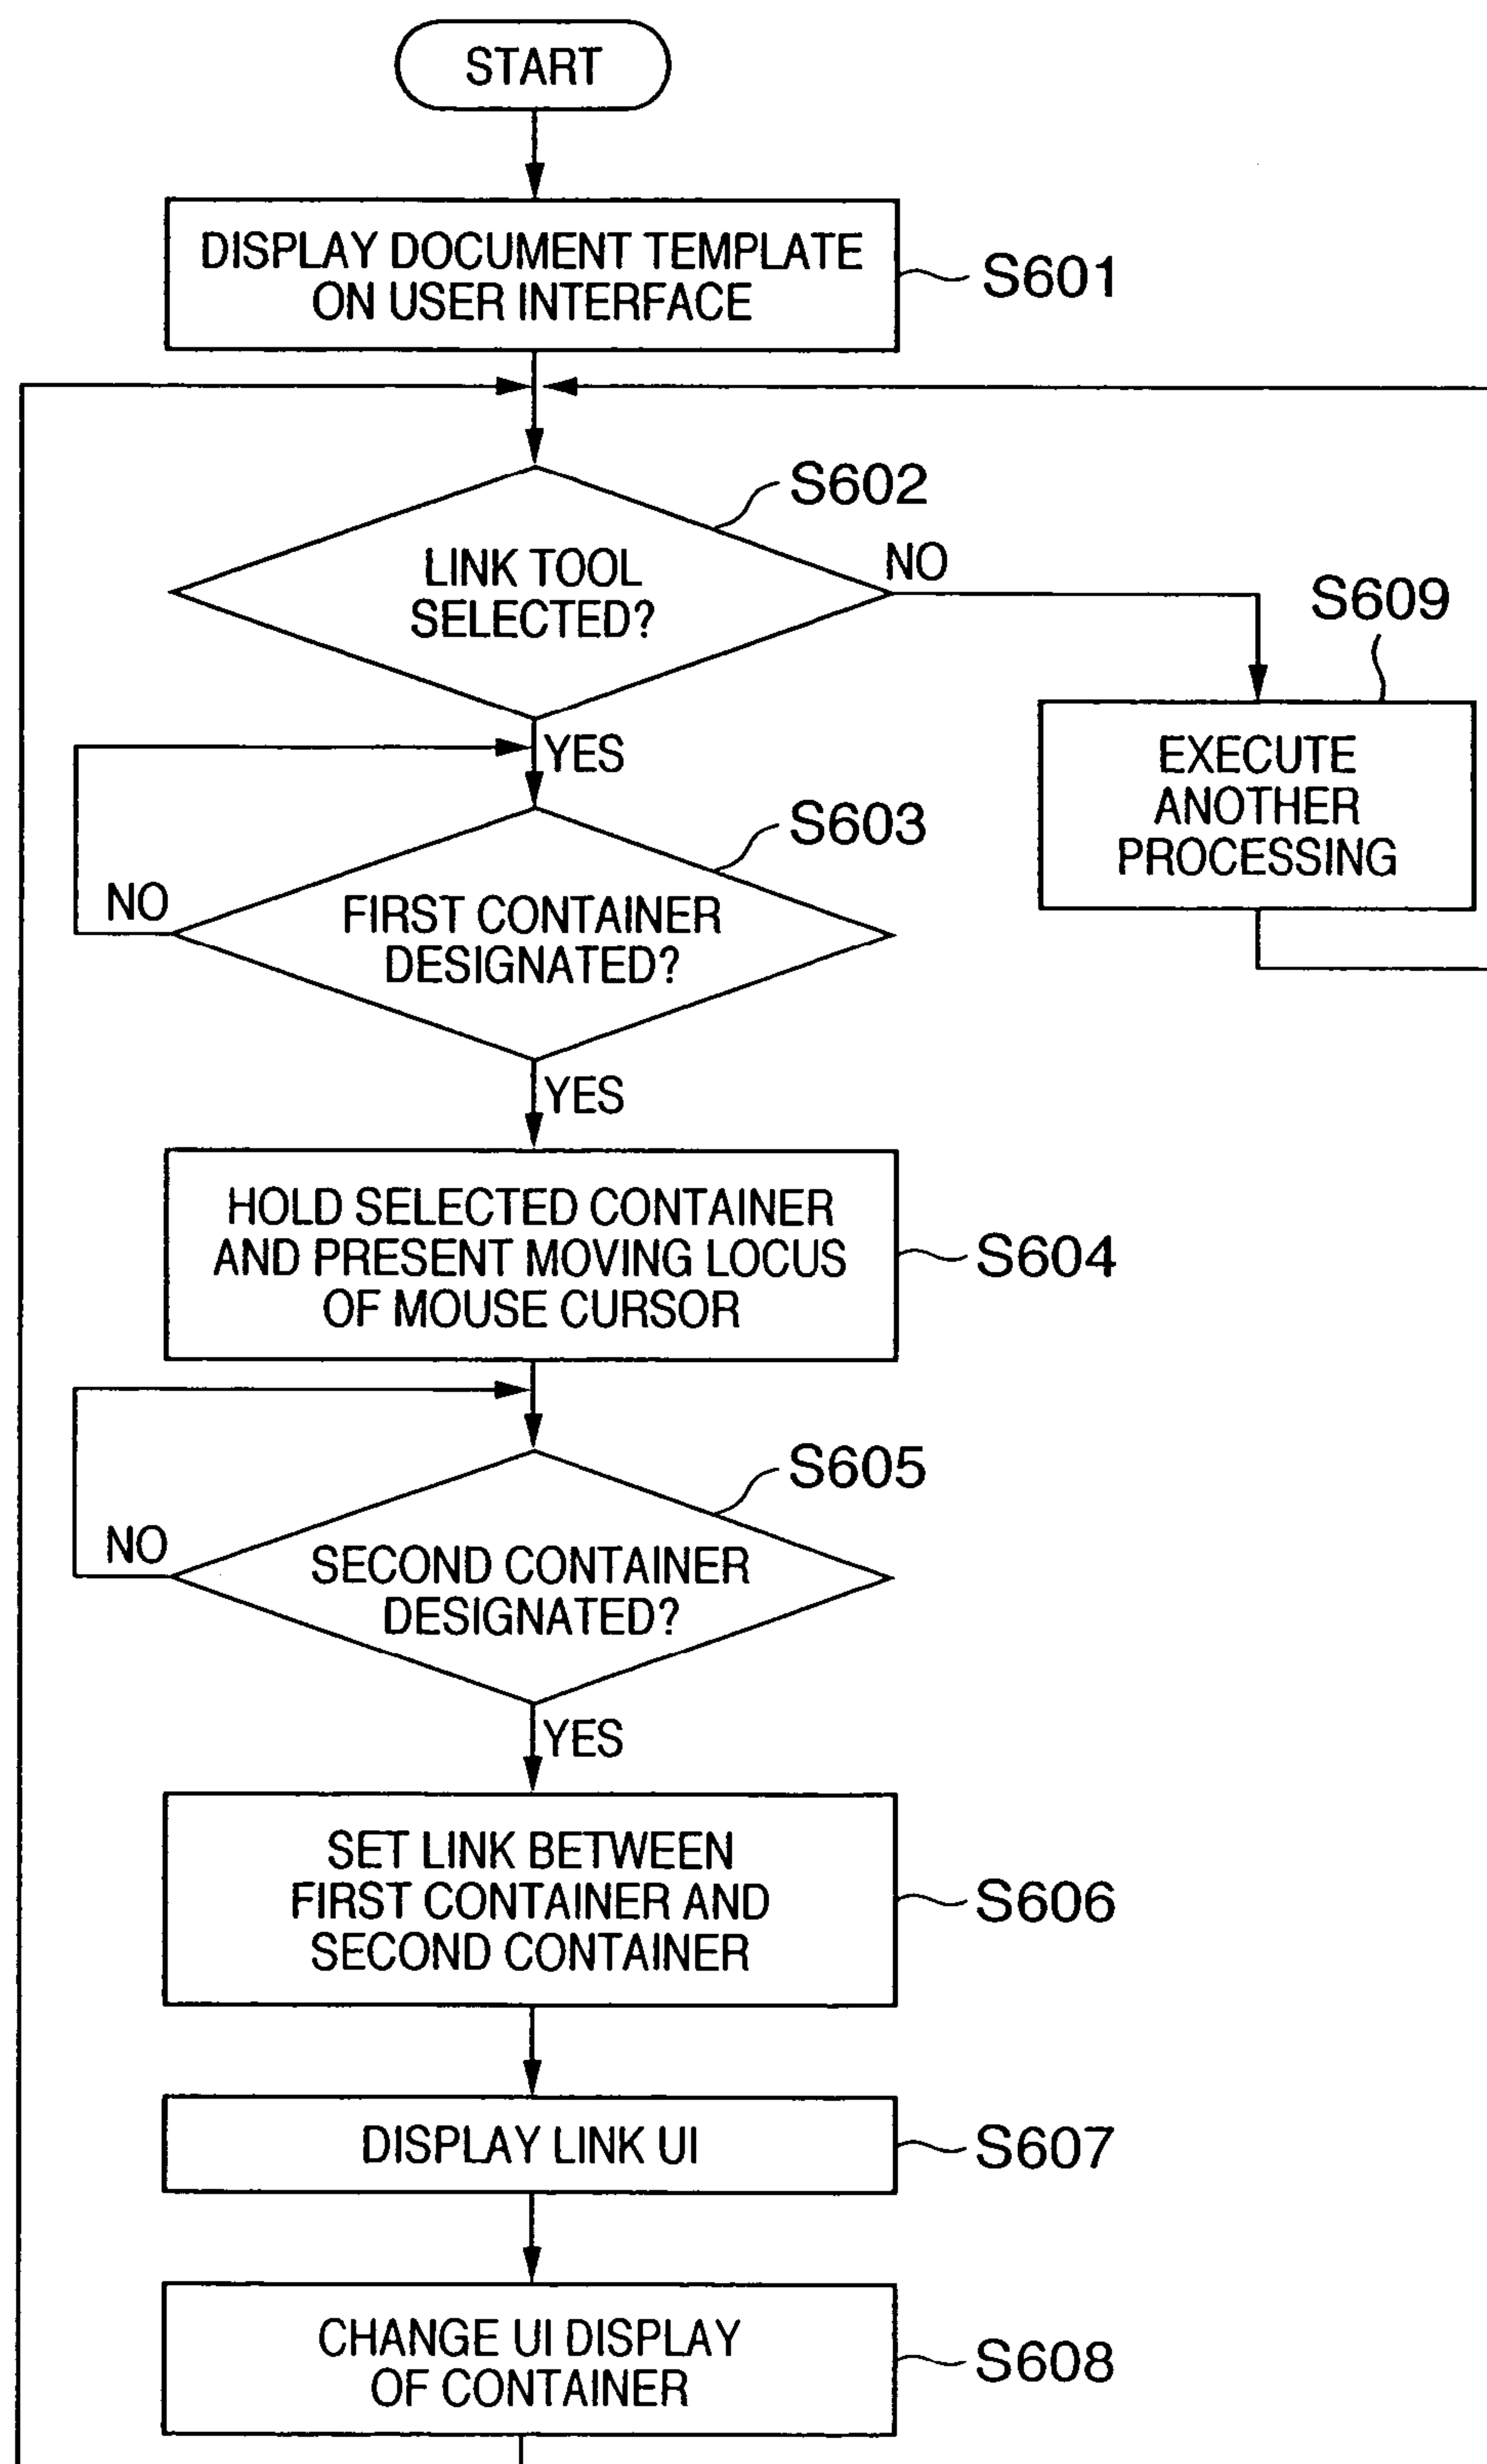 START
DISPLAY DOCUMENT TEMPLATE
ON USER INTERFACE
S601
S602
LINK TOOL
SELECTED?
NO
S609
EXECUTE
ANOTHER
PROCESSING
YES
S603
FIRST CONTAINER
DESIGNATED?
NO
YES
HOLD SELECTED CONTAINER
AND PRESENT MOVING LOCUS
OF MOUSE CURSOR
S604
S605
SECOND CONTAINER
DESIGNATED?
NO
YES
SET LINK BETWEEN
FIRST CONTAINER AND
SECOND CONTAINER
S606
DISPLAY LINK UI
S607
CHANGE UI DISPLAY
OF CONTAINER
S608